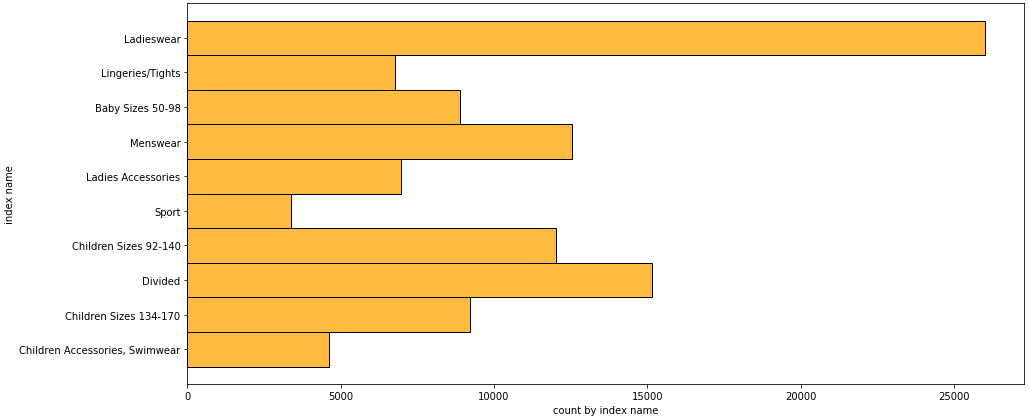 Ladieswear
Lingeries/Tights
Baby Sizes 50-98
Menswear
Ladies Accessories
Sport
Children Sizes 92-140
Divided
Children Sizes 134-170
Children Accessories, Swimwear
index name
0 5000 10000 15000 20000 25000
count by index name